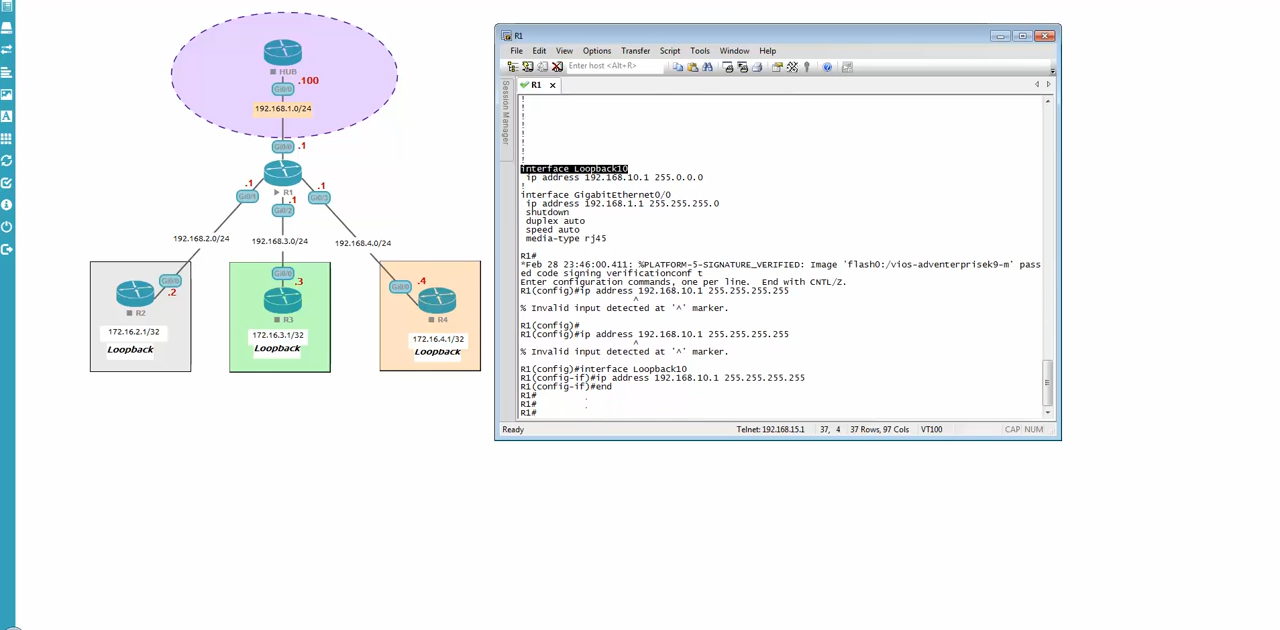 HUB
.100
Gi0/0
192.168.1.0/24
Gi0/0
.1
R1
.1
.1
.1
Gi0/1
Gi0/2
Gi0/3
192.168.2.0/24
192.168.3.0/24
192.168.4.0/24
Gi0/0
.2
R2
172.16.2.1/32
Loopback
Gi0/0
.3
R3
172.16.3.1/32
Loopback
Gi0/0
.4
R4
172.16.4.1/32
Loopback
R1
File Edit View Options Transfer Script Tools Window Help
Enter host <Alt+R>
Session Manager
R1
!
!
!
!
!
!
!
!
interface Loopback10
ip address 192.168.10.1 255.0.0.0
!
interface GigabitEthernet0/0
ip address 192.168.1.1 255.255.255.0
shutdown
duplex auto
speed auto
media-type rj45
R1#
*Feb 28 23:46:00.411: %PLATFORM-5-SIGNATURE_VERIFIED: Image 'flash0:/vios-adventerprisek9-m' pass
ed code signing verificationconf t
Enter configuration commands, one per line. End with CNTL/Z.
R1(config)#ip address 192.168.10.1 255.255.255.255
^
% Invalid input detected at '^' marker.
R1(config)#
R1(config)#ip address 192.168.10.1 255.255.255.255
^
% Invalid input detected at '^' marker.
R1(config)#interface Loopback10
R1(config-if)#ip address 192.168.10.1 255.255.255.255
R1(config-if)#end
R1#
R1#
R1#
Ready
Telnet: 192.168.15.1 37, 4 37 Rows, 97 Cols VT100 CAP NUM